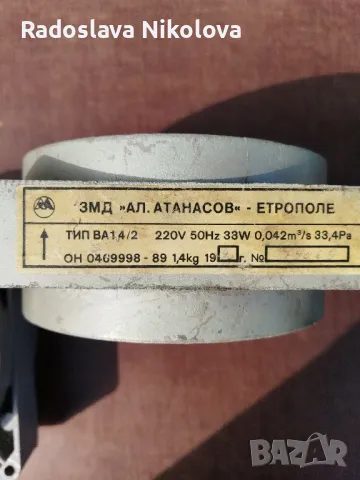 Radoslava Nikolova
ЗМД »АЛ. АТАНАСОВ« - ЕТРОПОЛЕ
ТИП ВА14/2 220V 50Hz 33W 0,042m³/s 33,4Pa
ОН 0469998 - 89 1,4kg 19 г. №
BAZAR